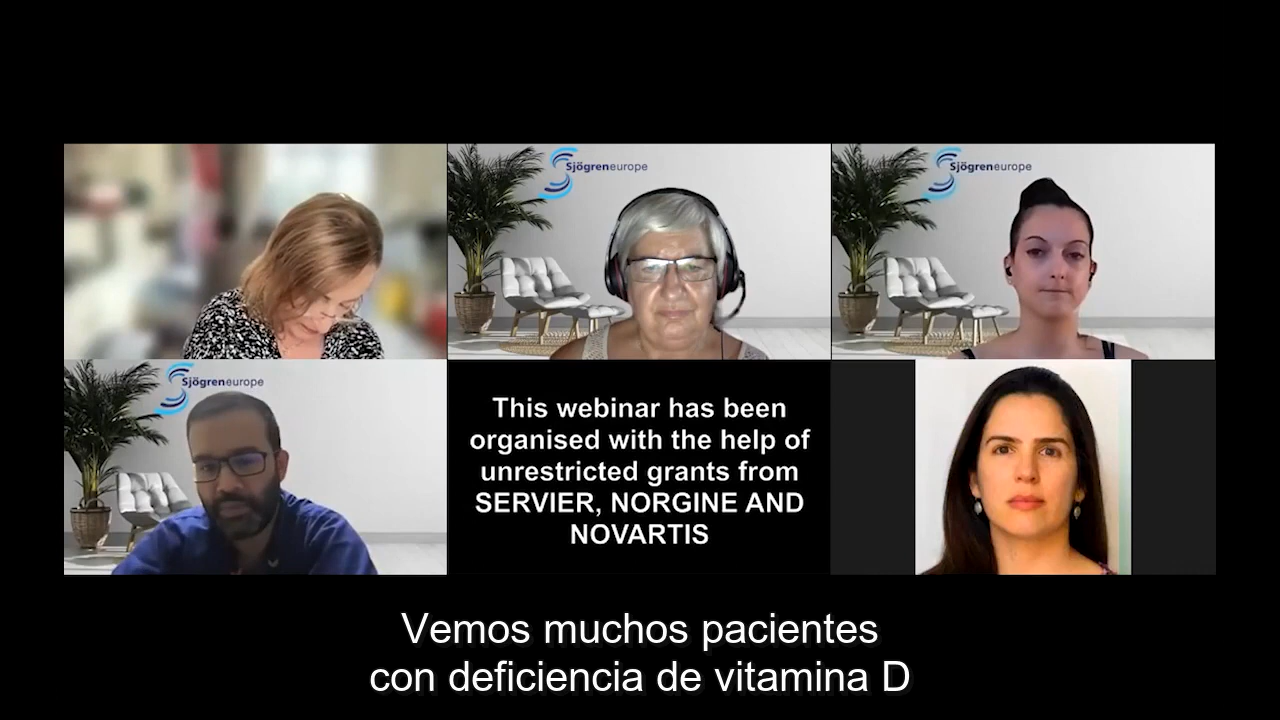 Sjögreneurope
Sjögreneurope
Sjögreneurope
This webinar has been
organised with the help of
unrestricted grants from
SERVIER, NORGINE AND
NOVARTIS
Vemos muchos pacientes
con deficiencia de vitamina D